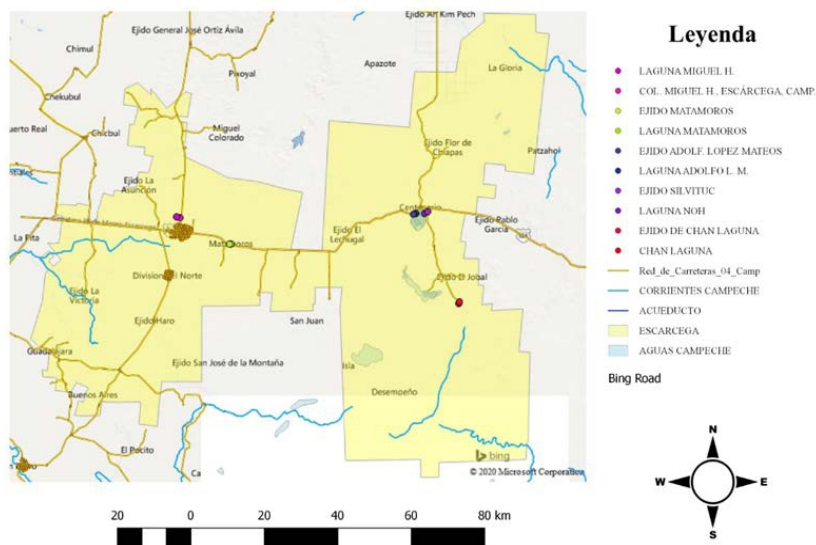 Ejido Ah Kim Pech
Ejido General José Ortiz Ávila
Chimul
Apazote
La Gloria
Pixoyal
Chekubul
Miguel
Colorado
Chicbul
Ejido Flor de
Chiapas
Patzahol
Ejido La
Asunción
Centenario
Ejido Pablo
García
La Pita
Matamoros
Ejido El
Lechugal
Division del Norte
Ejido El Jobal
Ejido La
Victoria
Ejido Haro
San Juan
Guadalajara
Ejido San José de la Montaña
Isla
Desempeño
Buenos Aires
El Pocito
Ca
bing
© 2020 Microsoft Corporation
Leyenda
LAGUNA MIGUEL H.
COL. MIGUEL H., ESCÁRCEGA, CAMP.
EJIDO MATAMOROS
LAGUNA MATAMOROS
EJIDO ADOLF. LOPEZ MATEOS
LAGUNA ADOLFO L. M.
EJIDO SILVITUC
LAGUNA NOH
EJIDO DE CHAN LAGUNA
CHAN LAGUNA
Red_de_Carreteras_04_Camp
CORRIENTES CAMPECHE
ACUEDUCTO
ESCARCEGA
AGUAS CAMPECHE
Bing Road
N
W
E
S
20 0 20 40 60 80 km